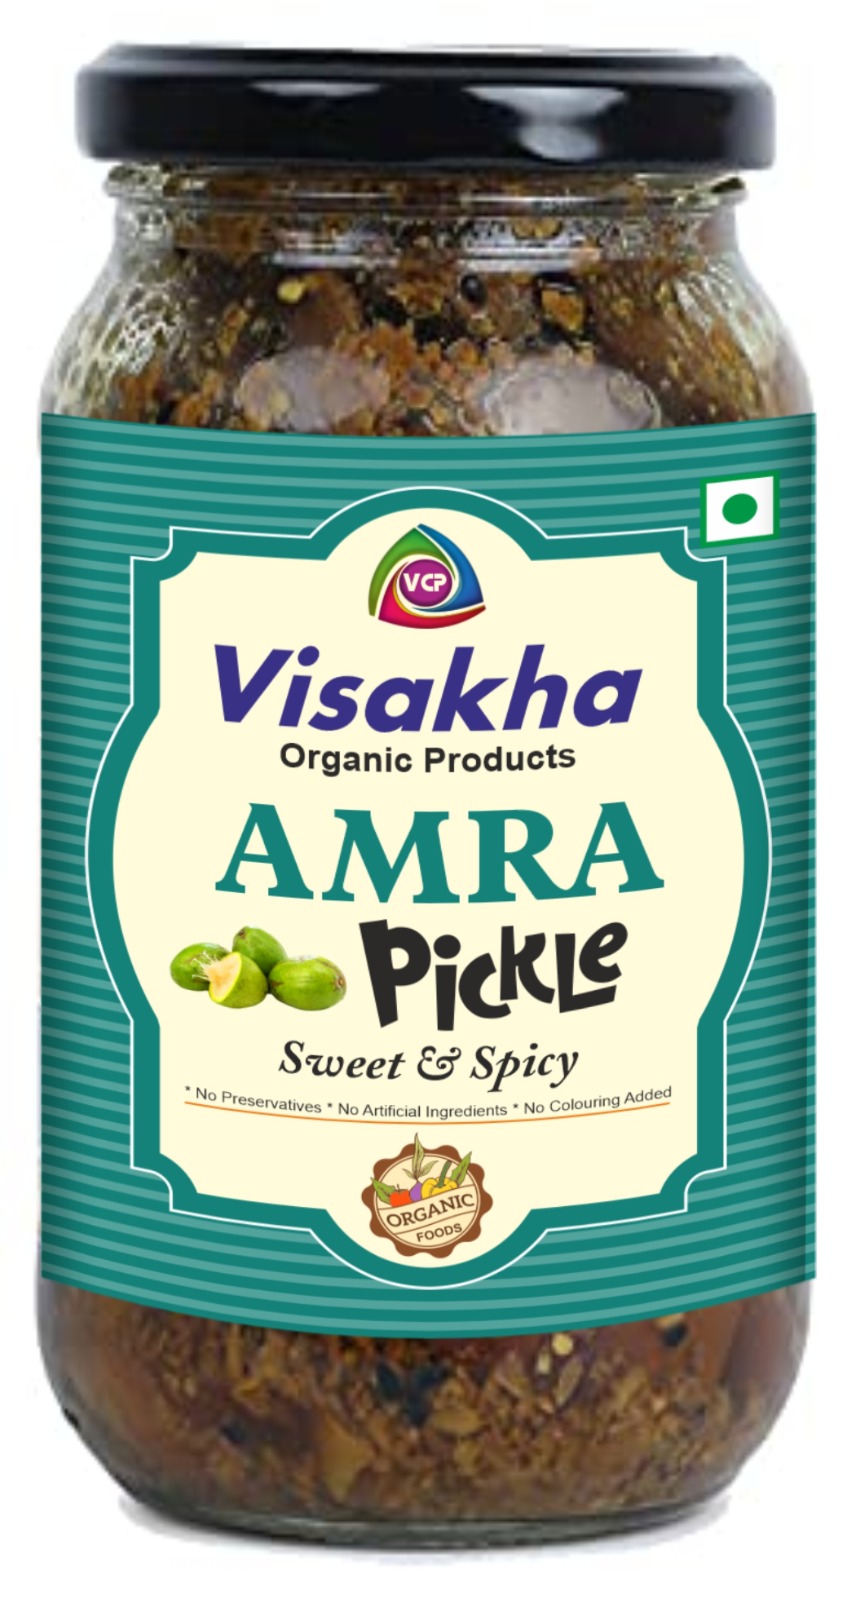 VCP
Visakha
Organic Products
AMRA
Pickle
Sweet & Spicy
* No Preservatives * No Artificial Ingredients * No Colouring Added
ORGANIC
FOODS